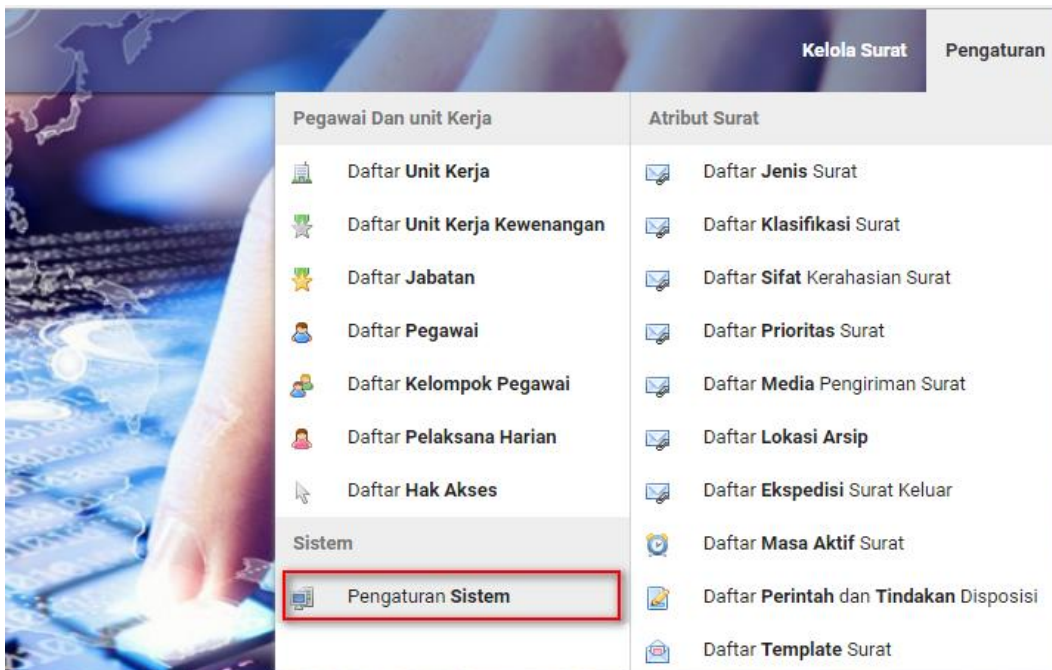 Kelola Surat
Pengaturan
Pegawai Dan unit Kerja
Daftar Unit Kerja
Daftar Unit Kerja Kewenangan
Daftar Jabatan
Daftar Pegawai
Daftar Kelompok Pegawai
Daftar Pelaksana Harian
Daftar Hak Akses
Sistem
Pengaturan Sistem
Atribut Surat
Daftar Jenis Surat
Daftar Klasifikasi Surat
Daftar Sifat Kerahasian Surat
Daftar Prioritas Surat
Daftar Media Pengiriman Surat
Daftar Lokasi Arsip
Daftar Ekspedisi Surat Keluar
Daftar Masa Aktif Surat
Daftar Perintah dan Tindakan Disposisi
Daftar Template Surat